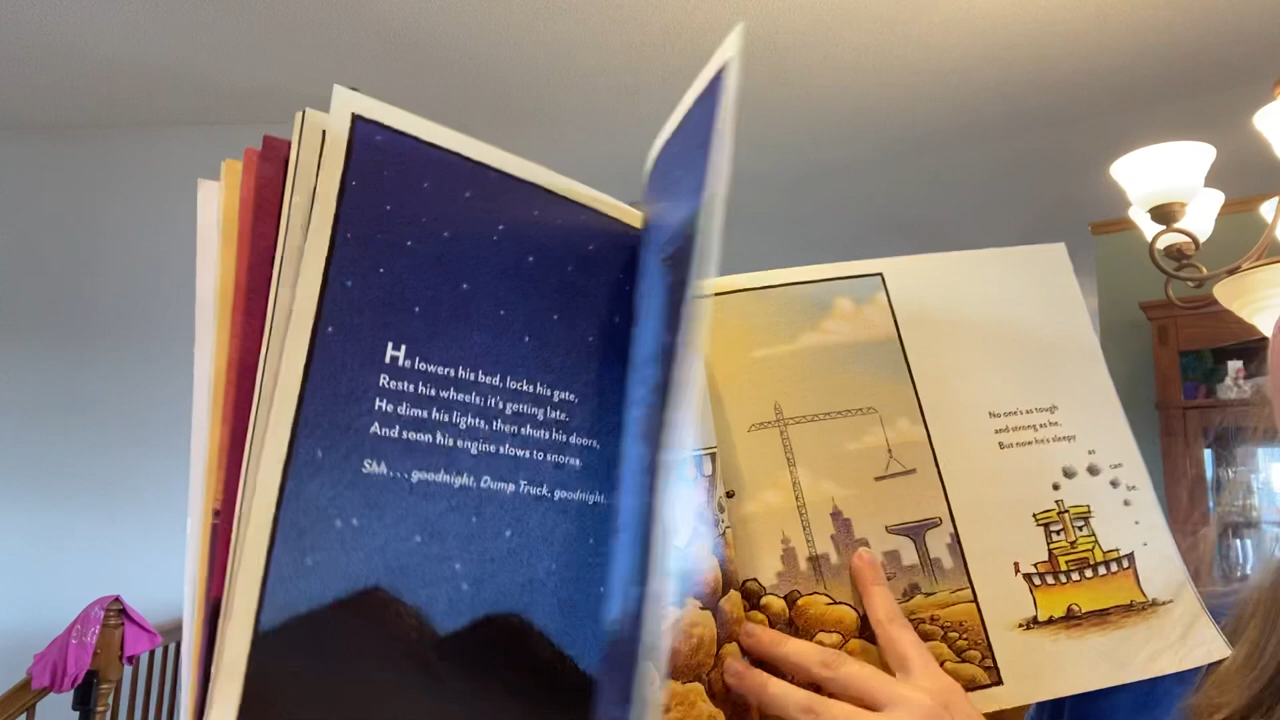 He lowers his bed, locks his gate,
Rests his wheels; it's getting late.
He dims his lights, then shuts his doors,
And soon his engine slows to snores.
Shh...goodnight, Dump Truck, goodnight.
No one's as tough
and strong as he,
But now he's sleepy
as
can
be.